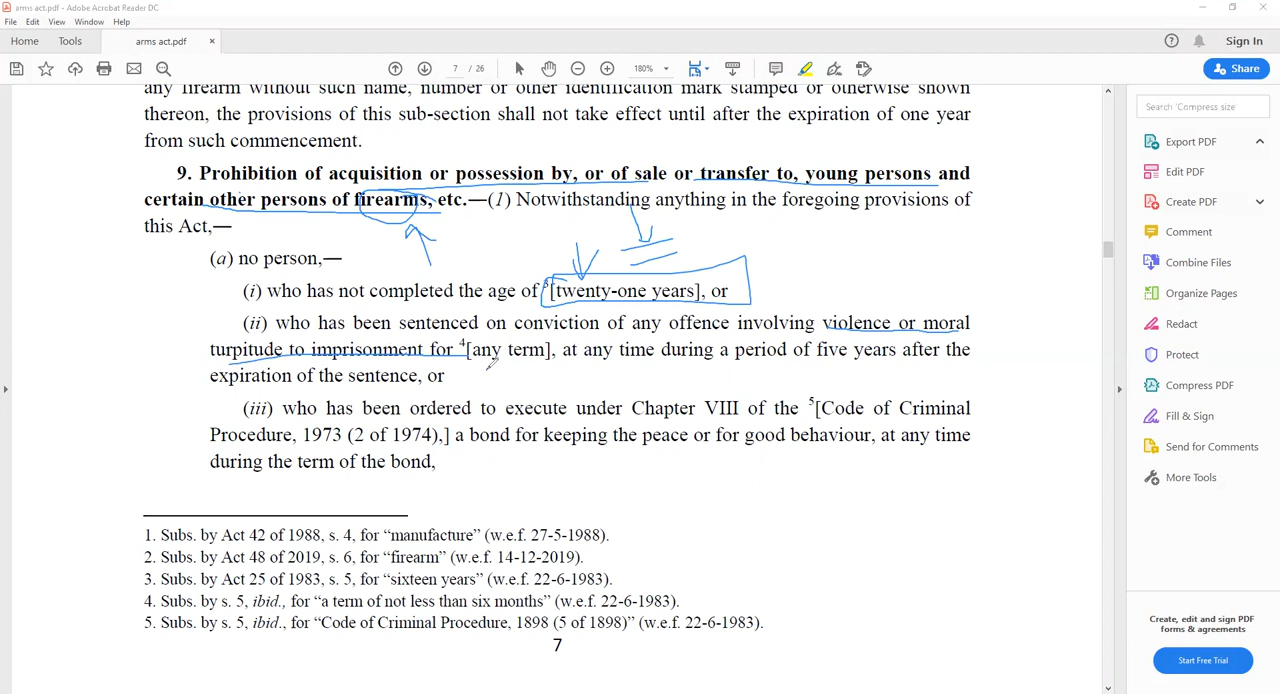 arms act.pdf - Adobe Acrobat Reader DC
File Edit View Window Help
Home Tools arms act.pdf × Sign In
7 / 26 180% Share
any firearm without such name, number or other identification mark stamped or otherwise shown
thereon, the provisions of this sub-section shall not take effect until after the expiration of one year
from such commencement.
9. Prohibition of acquisition or possession by, or of sale or transfer to, young persons and
certain other persons of firearms, etc.—(1) Notwithstanding anything in the foregoing provisions of
this Act,—
(a) no person,—
(i) who has not completed the age of 3[twenty-one years], or
(ii) who has been sentenced on conviction of any offence involving violence or moral
turpitude to imprisonment for 4[any term], at any time during a period of five years after the
expiration of the sentence, or
(iii) who has been ordered to execute under Chapter VIII of the 5[Code of Criminal
Procedure, 1973 (2 of 1974),] a bond for keeping the peace or for good behaviour, at any time
during the term of the bond,
1. Subs. by Act 42 of 1988, s. 4, for “manufacture” (w.e.f. 27-5-1988).
2. Subs. by Act 48 of 2019, s. 6, for “firearm” (w.e.f. 14-12-2019).
3. Subs. by Act 25 of 1983, s. 5, for “sixteen years” (w.e.f. 22-6-1983).
4. Subs. by s. 5, ibid., for “a term of not less than six months” (w.e.f. 22-6-1983).
5. Subs. by s. 5, ibid., for “Code of Criminal Procedure, 1898 (5 of 1898)” (w.e.f. 22-6-1983).
7
Search 'Compress size'
Export PDF
Edit PDF
Create PDF
Comment
Combine Files
Organize Pages
Redact
Protect
Compress PDF
Fill & Sign
Send for Comments
More Tools
Create, edit and sign PDF
forms & agreements
Start Free Trial